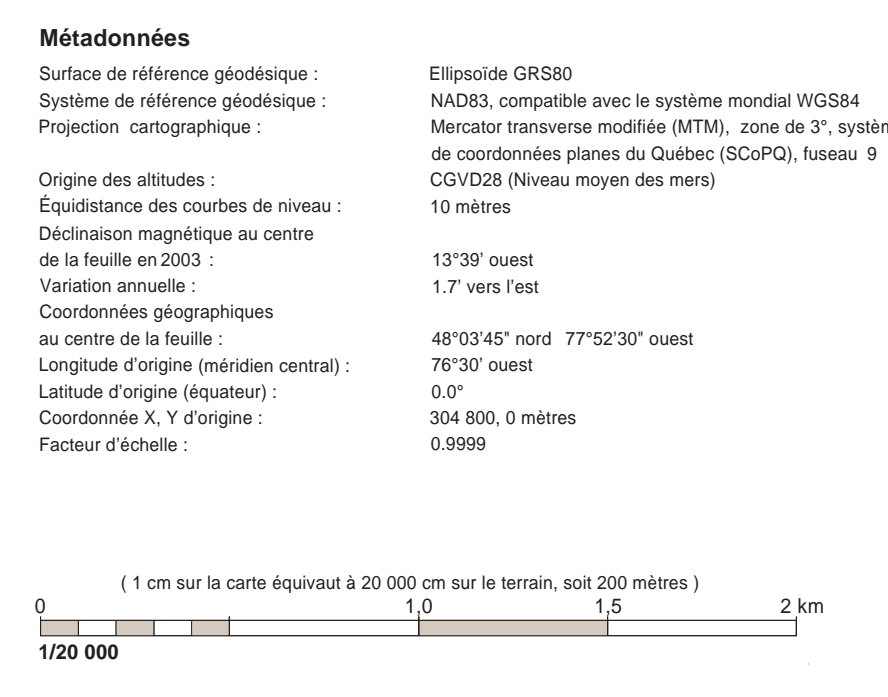 Métadonnées
Surface de référence géodésique : Ellipsoïde GRS80
Système de référence géodésique : NAD83, compatible avec le système mondial WGS84
Projection cartographique : Mercator transverse modifiée (MTM), zone de 3°, systèm
de coordonnées planes du Québec (SCoPQ), fuseau 9
Origine des altitudes : CGVD28 (Niveau moyen des mers)
Équidistance des courbes de niveau : 10 mètres
Déclinaison magnétique au centre
de la feuille en 2003 : 13°39' ouest
Variation annuelle : 1.7' vers l'est
Coordonnées géographiques
au centre de la feuille : 48°03'45" nord 77°52'30" ouest
Longitude d'origine (méridien central) : 76°30' ouest
Latitude d'origine (équateur) : 0.0°
Coordonnée X, Y d'origine : 304 800, 0 mètres
Facteur d'échelle : 0.9999
( 1 cm sur la carte équivaut à 20 000 cm sur le terrain, soit 200 mètres )
0 1,0 1,5 2 km
1/20 000